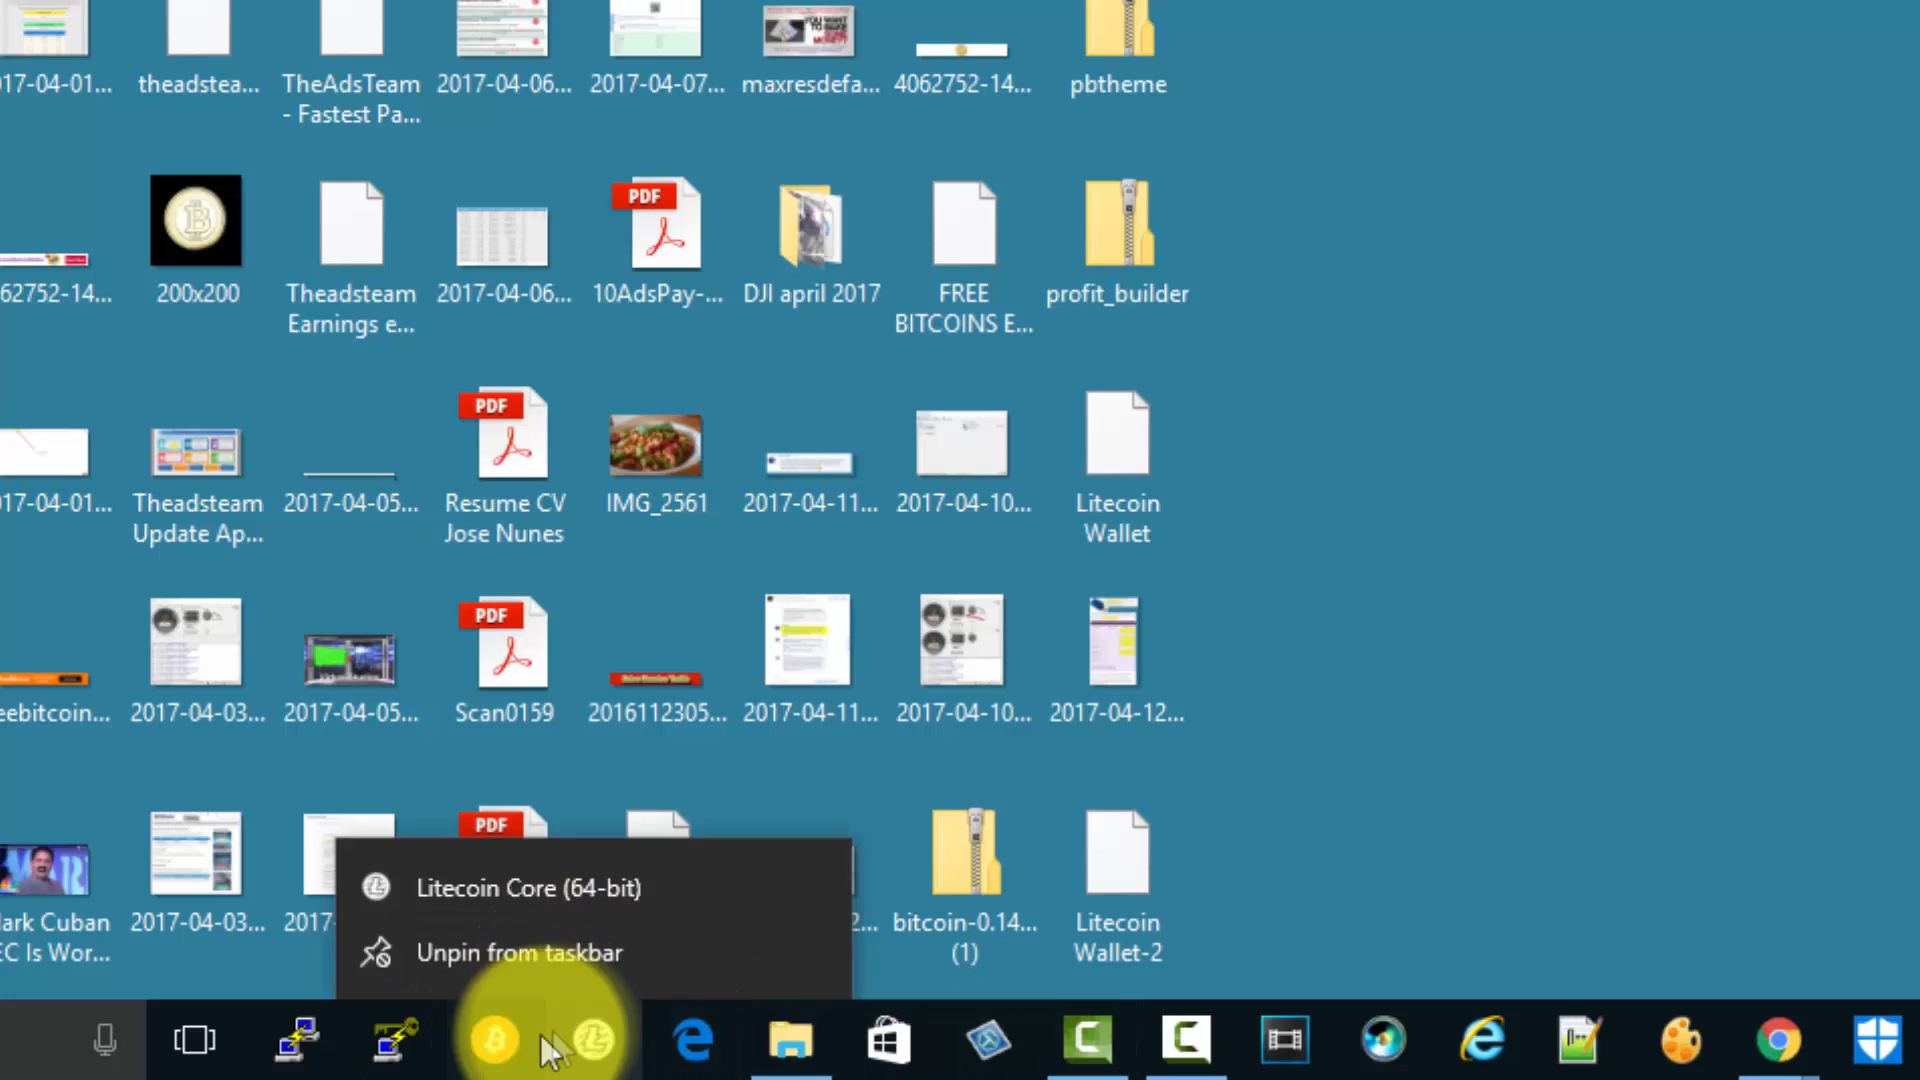 17-04-01...
theadstea...
TheAdsTeam
- Fastest Pa...
2017-04-06...
2017-04-07...
maxresdefa...
4062752-14...
pbtheme
62752-14...
200x200
Theadsteam
Earnings e...
2017-04-06...
PDF
10AdsPay-...
DJI april 2017
FREE
BITCOINS E...
profit_builder
17-04-01...
Theadsteam
Update Ap...
2017-04-05...
PDF
Resume CV
Jose Nunes
IMG_2561
2017-04-11...
2017-04-10...
Litecoin
Wallet
eebitcoin...
2017-04-03...
2017-04-05...
PDF
Scan0159
2016112305...
2017-04-11...
2017-04-10...
2017-04-12...
ark Cuban
EC Is Wor...
2017-04-03...
2017-
PDF
2...
bitcoin-0.14...
(1)
Litecoin
Wallet-2
Litecoin Core (64-bit)
Unpin from taskbar